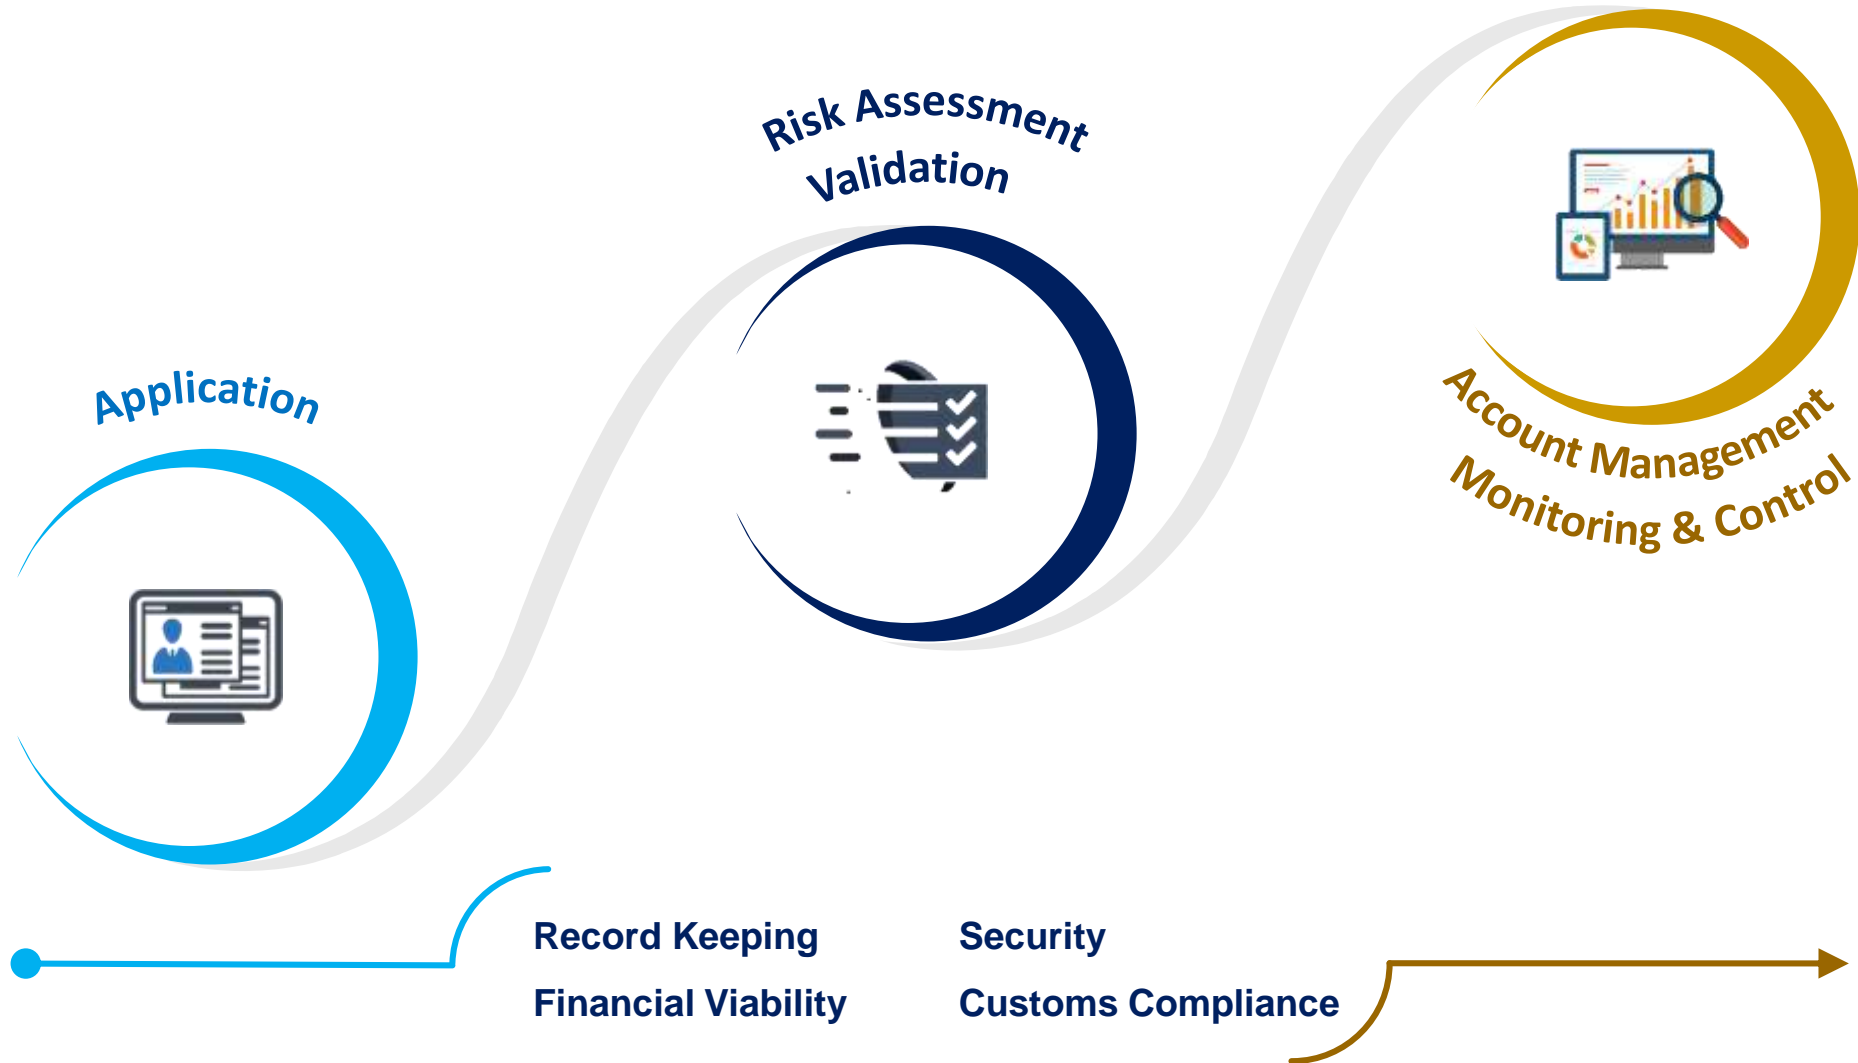 Application
Risk Assessment
Validation
Account Management
Monitoring & Control
Record Keeping
Financial Viability
Security
Customs Compliance